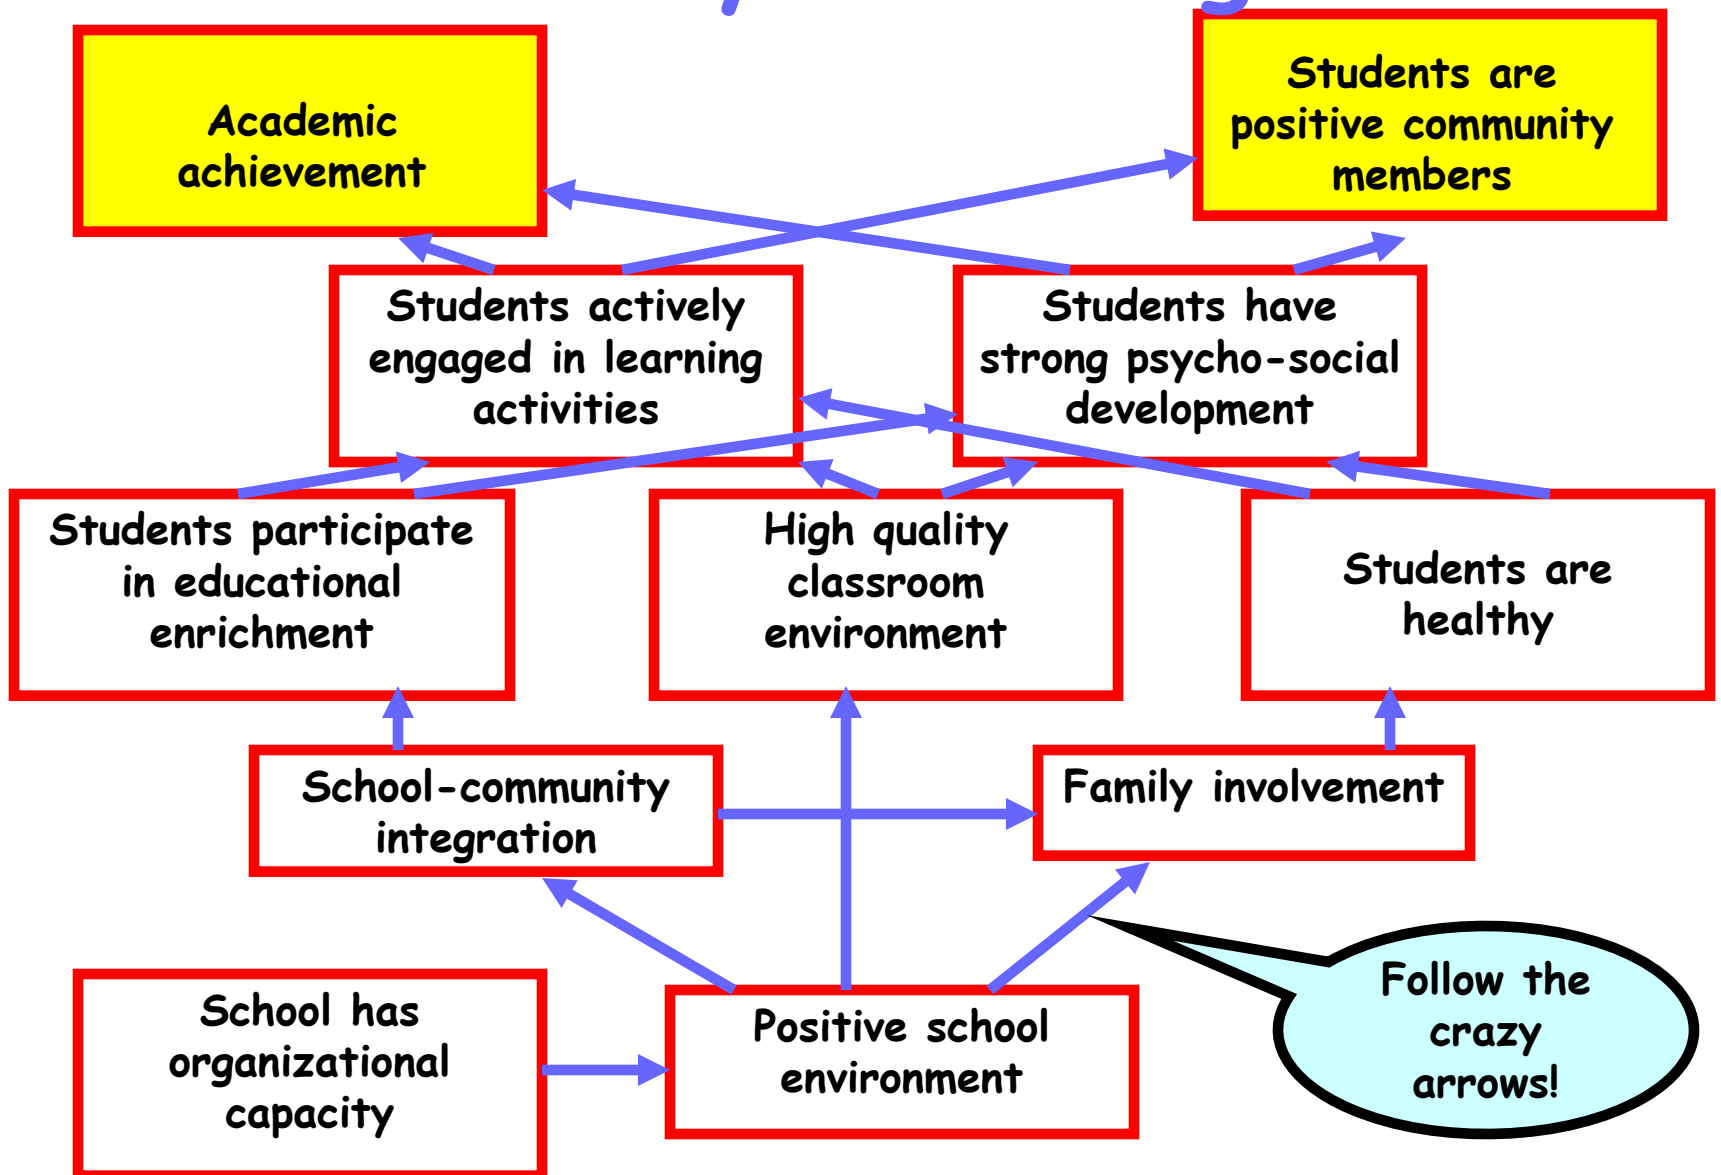 Academic
achievement
Students are
positive community
members
Students actively
engaged in learning
activities
Students have
strong psycho-social
development
Students participate
in educational
enrichment
High quality
classroom
environment
Students are
healthy
School-community
integration
Family involvement
School has
organizational
capacity
Positive school
environment
Follow the
crazy
arrows!